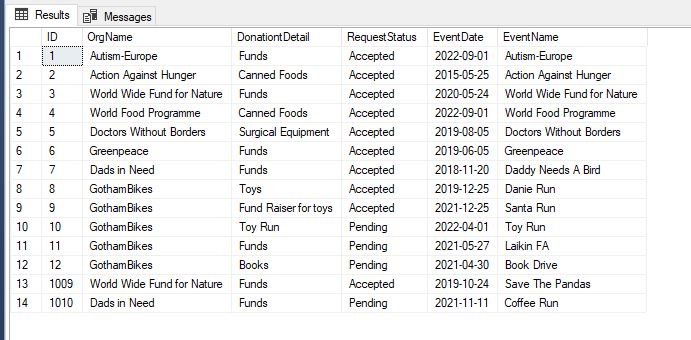 Results Messages
ID OrgName DonationtDetail RequestStatus EventDate EventName
1 1 Autism-Europe Funds Accepted 2022-09-01 Autism-Europe
2 2 Action Against Hunger Canned Foods Accepted 2015-05-25 Action Against Hunger
3 3 World Wide Fund for Nature Funds Accepted 2020-05-24 World Wide Fund for Nature
4 4 World Food Programme Canned Foods Accepted 2022-09-01 World Food Programme
5 5 Doctors Without Borders Surgical Equipment Accepted 2019-08-05 Doctors Without Borders
6 6 Greenpeace Funds Accepted 2019-06-05 Greenpeace
7 7 Dads in Need Funds Accepted 2018-11-20 Daddy Needs A Bird
8 8 GothamBikes Toys Accepted 2019-12-25 Danie Run
9 9 GothamBikes Fund Raiser for toys Accepted 2021-12-25 Santa Run
10 10 GothamBikes Toy Run Pending 2022-04-01 Toy Run
11 11 GothamBikes Funds Pending 2021-05-27 Laikin FA
12 12 GothamBikes Books Pending 2021-04-30 Book Drive
13 1009 World Wide Fund for Nature Funds Accepted 2019-10-24 Save The Pandas
14 1010 Dads in Need Funds Pending 2021-11-11 Coffee Run